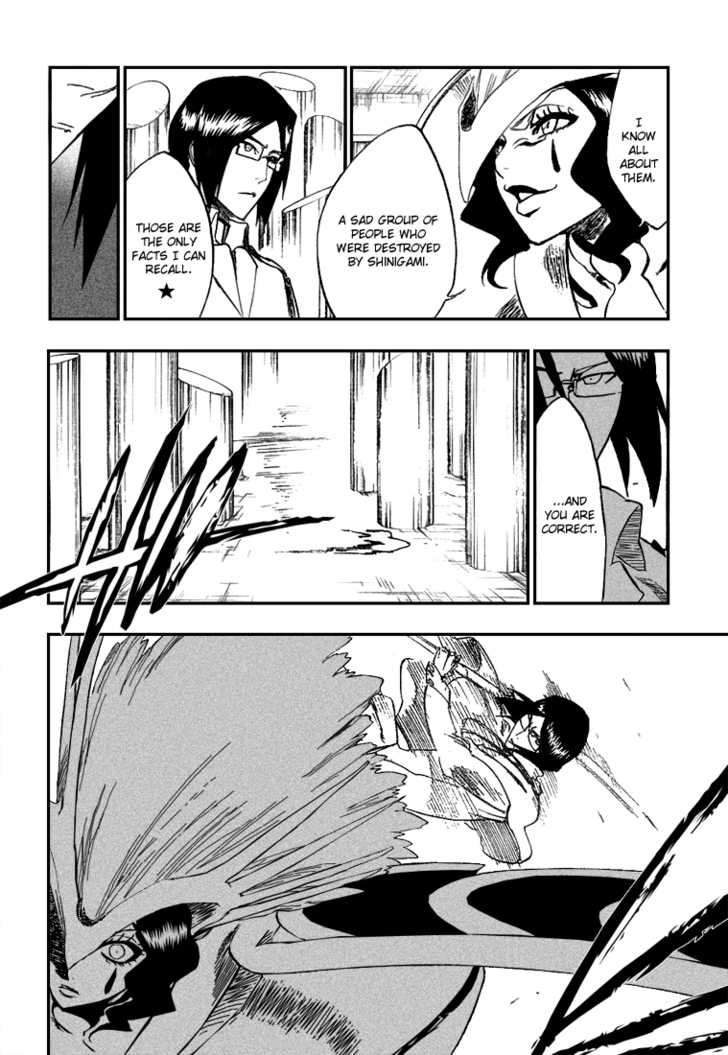 I
KNOW
ALL
ABOUT
THEM.
A SAD GROUP OF
PEOPLE WHO
WERE DESTROYED
BY SHINIGAMI.
THOSE ARE
THE ONLY
FACTS I CAN
RECALL.
★
...AND
YOU ARE
CORRECT.